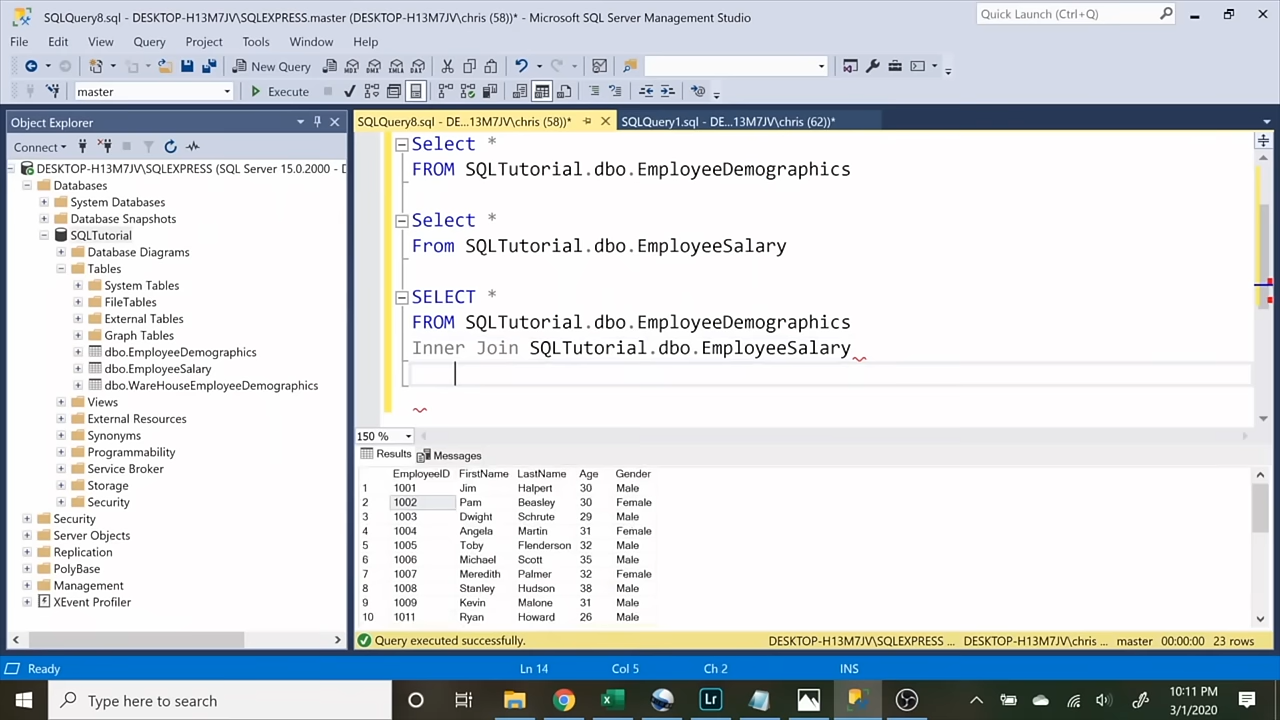 SQLQuery8.sql - DESKTOP-H13M7JV\SQLEXPRESS.master (DESKTOP-H13M7JV\chris (58))* - Microsoft SQL Server Management Studio
Quick Launch (Ctrl+Q)
File Edit View Query Project Tools Window Help
New Query
master
Execute
Object Explorer
SQLQuery8.sql - DE...13M7JV\chris (58))*
SQLQuery1.sql - DE...13M7JV\chris (62))*
Connect
DESKTOP-H13M7JV\SQLEXPRESS (SQL Server 15.0.2000 - D
Databases
System Databases
Database Snapshots
SQLTutorial
Database Diagrams
Tables
System Tables
FileTables
External Tables
Graph Tables
dbo.EmployeeDemographics
dbo.EmployeeSalary
dbo.WareHouseEmployeeDemographics
Views
External Resources
Synonyms
Programmability
Service Broker
Storage
Security
Security
Server Objects
Replication
PolyBase
Management
XEvent Profiler
Select *
FROM SQLTutorial.dbo.EmployeeDemographics
Select *
From SQLTutorial.dbo.EmployeeSalary
SELECT *
FROM SQLTutorial.dbo.EmployeeDemographics
Inner Join SQLTutorial.dbo.EmployeeSalary
150 %
Results Messages
EmployeeID FirstName LastName Age Gender
1 1001 Jim Halpert 30 Male
2 1002 Pam Beasley 30 Female
3 1003 Dwight Schrute 29 Male
4 1004 Angela Martin 31 Female
5 1005 Toby Flenderson 32 Male
6 1006 Michael Scott 35 Male
7 1007 Meredith Palmer 32 Female
8 1008 Stanley Hudson 38 Male
9 1009 Kevin Malone 31 Male
10 1011 Ryan Howard 26 Male
Query executed successfully.
DESKTOP-H13M7JV\SQLEXPRESS ... DESKTOP-H13M7JV\chris ... master 00:00:00 23 rows
Ready
Ln 14 Col 5 Ch 2 INS
Type here to search
Lr
10:11 PM
3/1/2020